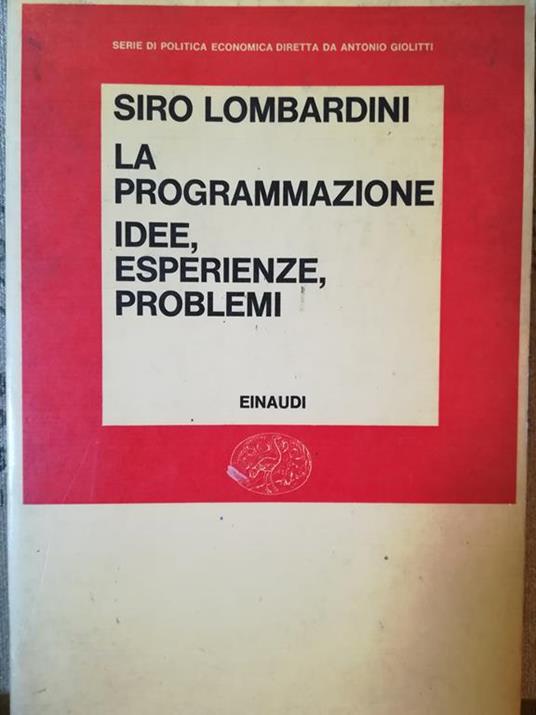 SERIE DI POLITICA ECONOMICA DIRETTA DA ANTONIO GIOLITTI
SIRO LOMBARDINI
LA
PROGRAMMAZIONE
IDEE,
ESPERIENZE,
PROBLEMI
EINAUDI